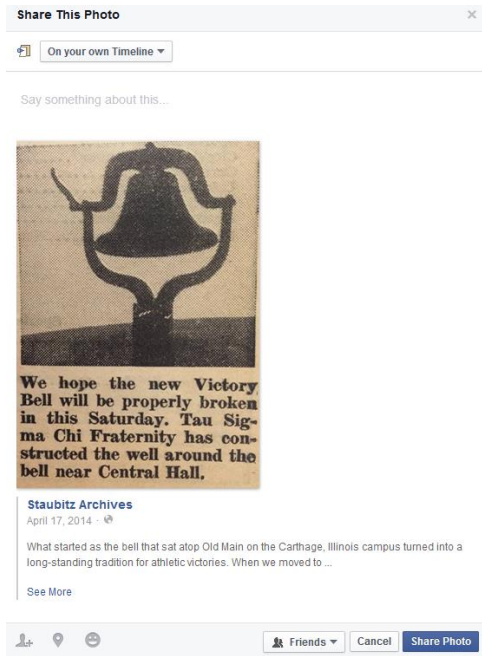 Share This Photo
On your own Timeline
Say something about this...
We hope the new Victory
Bell will be properly broken
in this Saturday. Tau Sig-
ma Chi Fraternity has con-
structed the well around the
bell near Central Hall.
Staubitz Archives
April 17, 2014 ·
What started as the bell that sat atop Old Main on the Carthage, Illinois campus turned into a
long-standing tradition for athletic victories. When we moved to ...
See More
Friends
Cancel
Share Photo